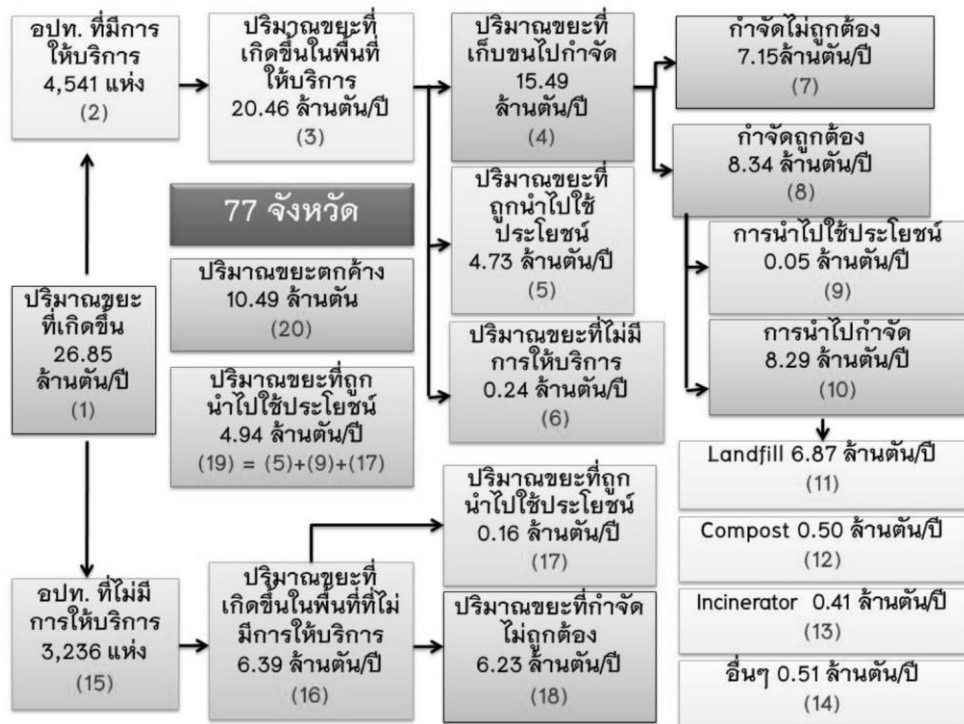 อปท. ที่มีการ
ให้บริการ
4,541 แห่ง
(2)
ปริมาณขยะที่
เกิดขึ้นในพื้นที่
ให้บริการ
20.46 ล้านตัน/ปี
(3)
ปริมาณขยะที่
เก็บขนไปกำจัด
15.49
ล้านตัน/ปี
(4)
กำจัดไม่ถูกต้อง
7.15ล้านตัน/ปี
(7)
กำจัดถูกต้อง
8.34 ล้านตัน/ปี
(8)
77 จังหวัด
ปริมาณขยะที่
ถูกนำไปใช้
ประโยชน์
4.73 ล้านตัน/ปี
(5)
การนำไปใช้ประโยชน์
0.05 ล้านตัน/ปี
(9)
ปริมาณขยะตกค้าง
10.49 ล้านตัน
(20)
ปริมาณขยะ
ที่เกิดขึ้น
26.85
ล้านตัน/ปี
(1)
ปริมาณขยะที่ไม่มี
การให้บริการ
0.24 ล้านตัน/ปี
(6)
การนำไปกำจัด
8.29 ล้านตัน/ปี
(10)
ปริมาณขยะที่ถูก
นำไปใช้ประโยชน์
4.94 ล้านตัน/ปี
(19) = (5)+(9)+(17)
Landfill 6.87 ล้านตัน/ปี
(11)
ปริมาณขยะที่ถูก
นำไปใช้ประโยชน์
0.16 ล้านตัน/ปี
(17)
Compost 0.50 ล้านตัน/ปี
(12)
อปท. ที่ไม่มี
การให้บริการ
3,236 แห่ง
(15)
ปริมาณขยะที่
เกิดขึ้นในพื้นที่ที่ไม่
มีการให้บริการ
6.39 ล้านตัน/ปี
(16)
ปริมาณขยะที่กำจัด
ไม่ถูกต้อง
6.23 ล้านตัน/ปี
(18)
Incinerator 0.41 ล้านตัน/ปี
(13)
อื่นๆ 0.51 ล้านตัน/ปี
(14)